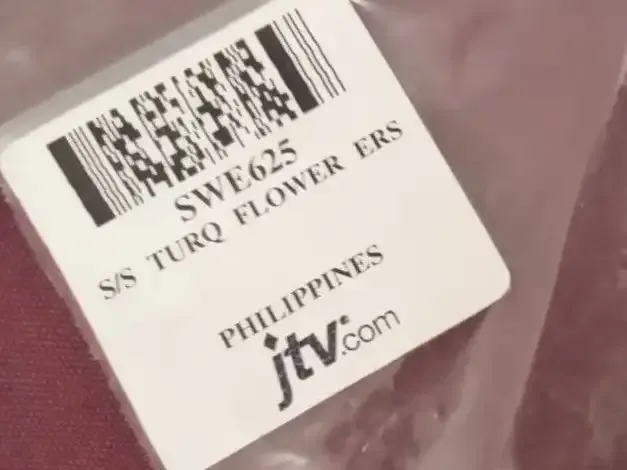 SWE625
S/S TURQ FLOWER ERS
PHILIPPINES
jtv.com